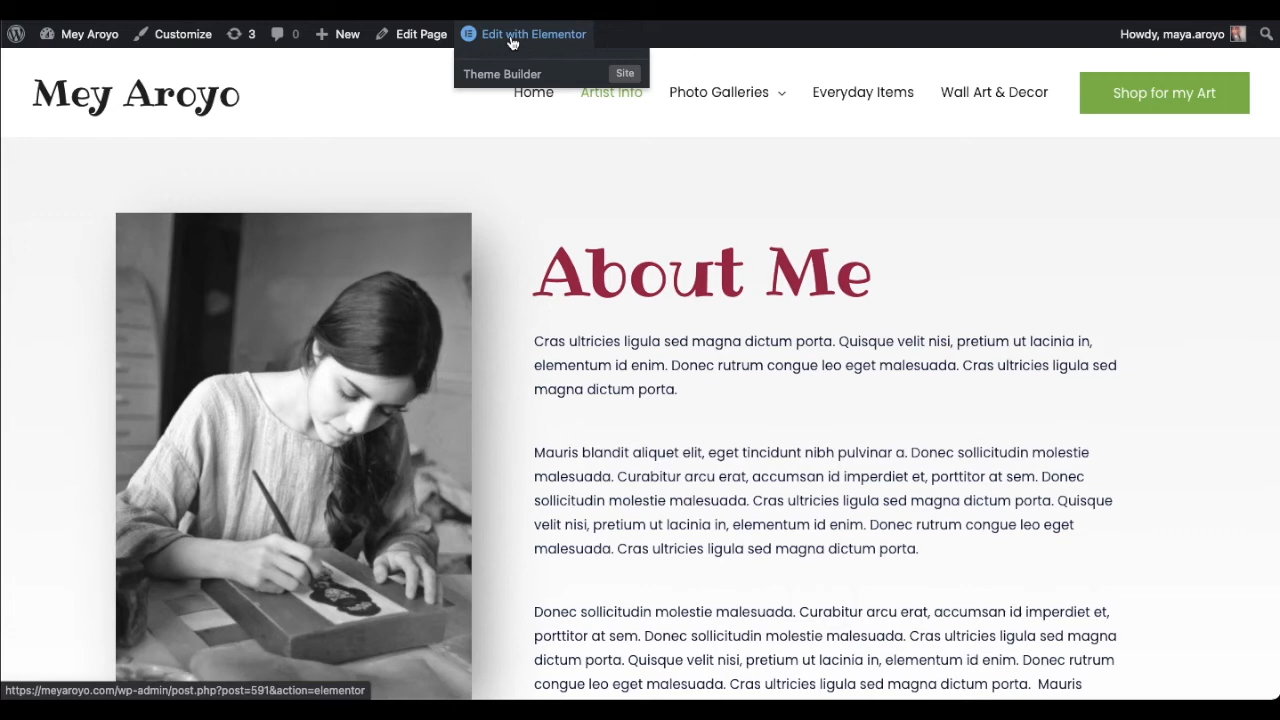 Mey Aroyo Customize 3 0 New Edit Page Edit with Elementor Howdy, maya.aroyo
Theme Builder Site
Mey Aroyo
Home Artist Info Photo Galleries Everyday Items Wall Art & Decor Shop for my Art
About Me
Cras ultricies ligula sed magna dictum porta. Quisque velit nisi, pretium ut lacinia in,
elementum id enim. Donec rutrum congue leo eget malesuada. Cras ultricies ligula sed
magna dictum porta.
Mauris blandit aliquet elit, eget tincidunt nibh pulvinar a. Donec sollicitudin molestie
malesuada. Curabitur arcu erat, accumsan id imperdiet et, porttitor at sem. Donec
sollicitudin molestie malesuada. Cras ultricies ligula sed magna dictum porta. Quisque
velit nisi, pretium ut lacinia in, elementum id enim. Donec rutrum congue leo eget
malesuada. Cras ultricies ligula sed magna dictum porta.
Donec sollicitudin molestie malesuada. Curabitur arcu erat, accumsan id imperdiet et,
porttitor at sem. Donec sollicitudin molestie malesuada. Cras ultricies ligula sed magna
dictum porta. Quisque velit nisi, pretium ut lacinia in, elementum id enim. Donec rutrum
congue leo eget malesuada. Cras ultricies ligula sed magna dictum porta. Mauris
https://meyaroyo.com/wp-admin/post.php?post=591&action=elementor